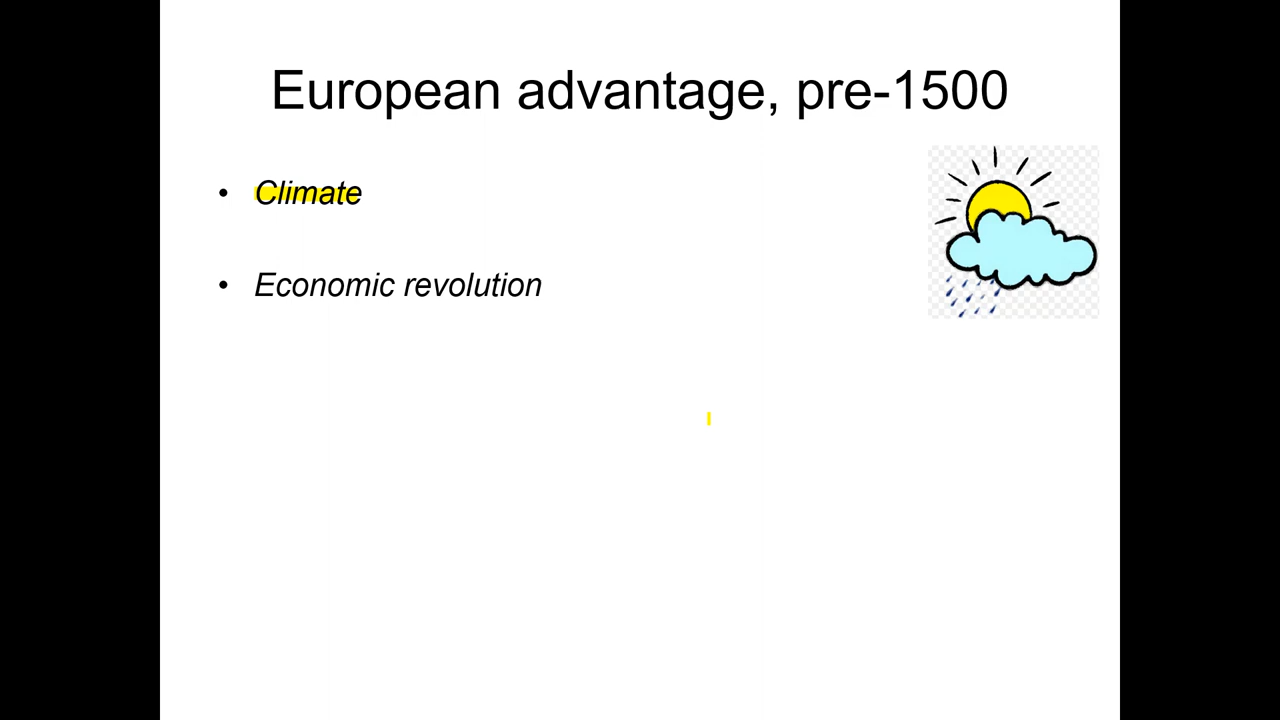 European advantage, pre-1500
• Climate
• Economic revolution